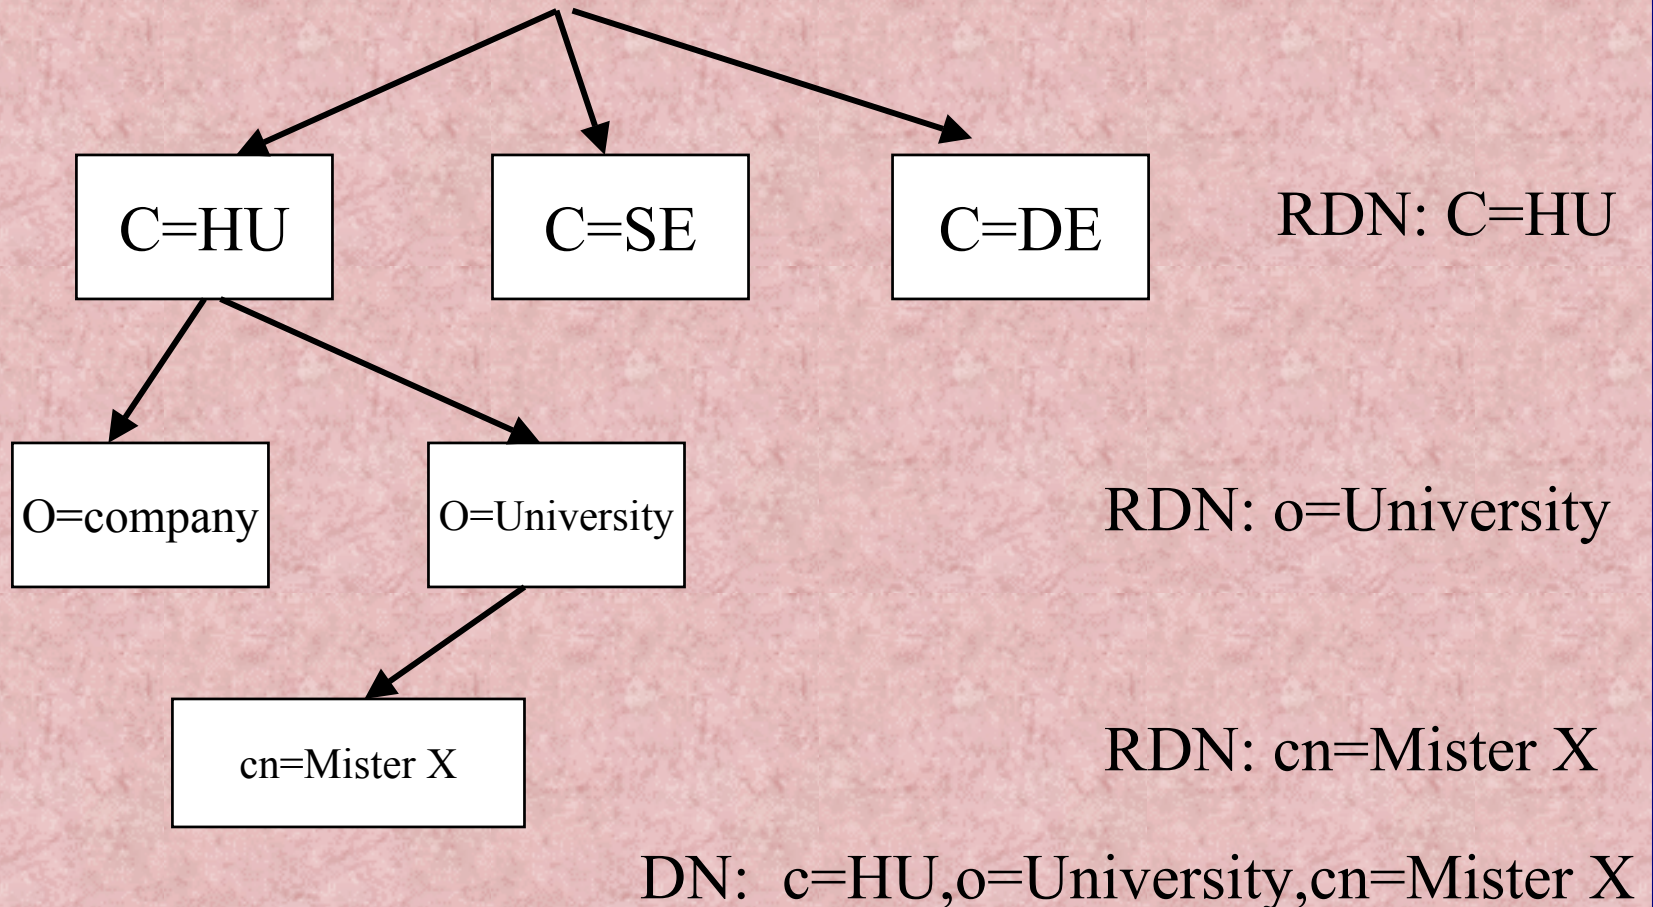 C=HU
C=SE
C=DE
RDN: C=HU
O=company
O=University
RDN: o=University
cn=Mister X
RDN: cn=Mister X
DN: c=HU,o=University,cn=Mister X